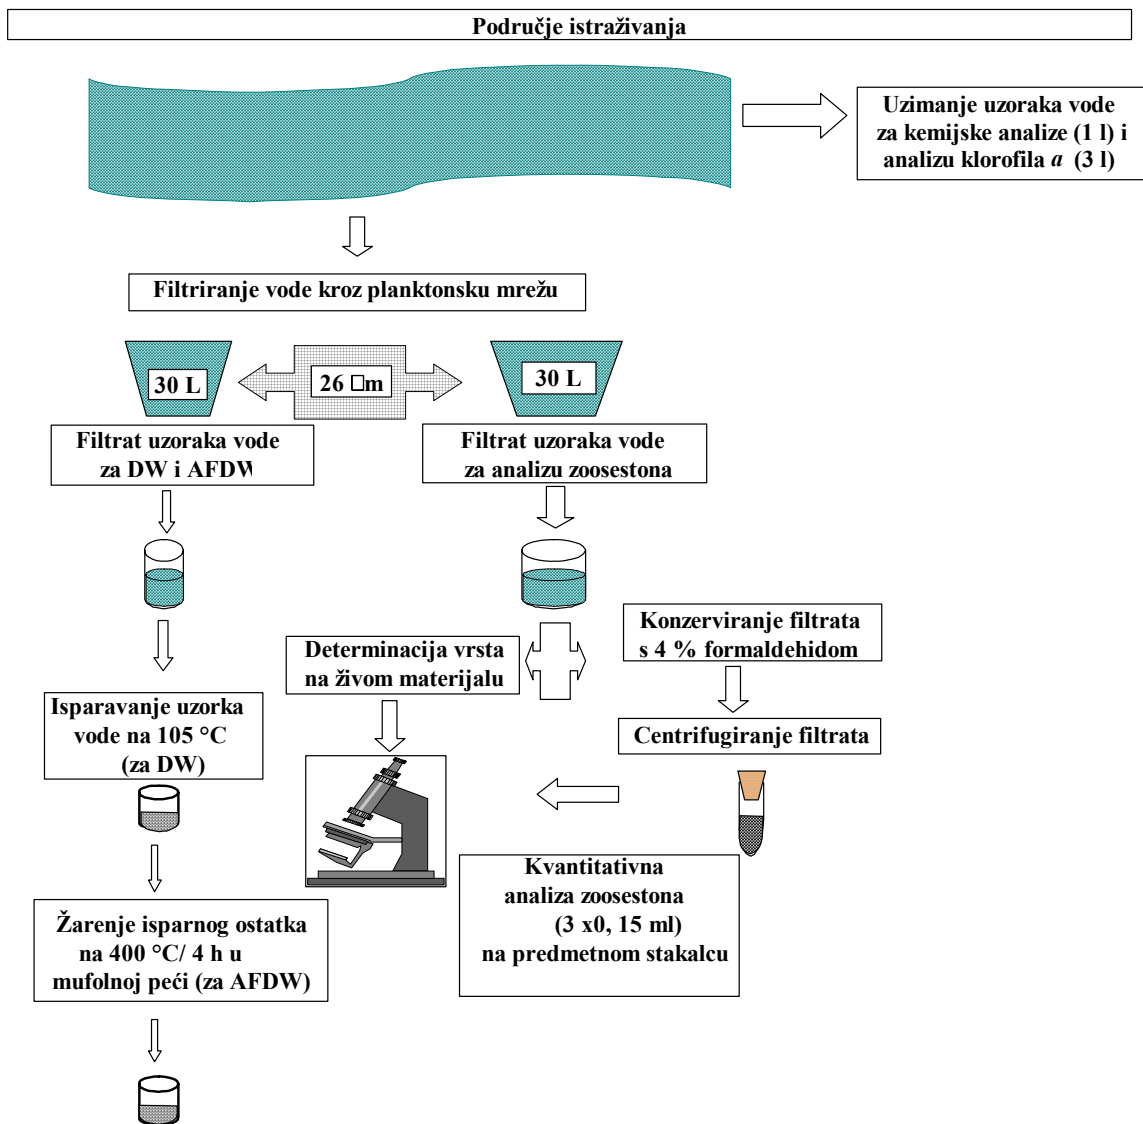 Područje istraživanja
Uzimanje uzoraka vode
za kemijske analize (1 l) i
analizu klorofila a (3 l)
Filtriranje vode kroz planktonsku mrežu
30 L
26 □m
30 L
Filtrat uzoraka vode
za DW i AFDW
Filtrat uzoraka vode
za analizu zoosestona
Determinacija vrsta
na živom materijalu
Konzerviranje filtrata
s 4 % formaldehidom
Isparavanje uzorka
vode na 105 °C
(za DW)
Centrifugiranje filtrata
Kvantitativna
analiza zoosestona
(3 x0, 15 ml)
na predmetnom stakalcu
Žarenje isparnog ostatka
na 400 °C/ 4 h u
mufolnoj peći (za AFDW)